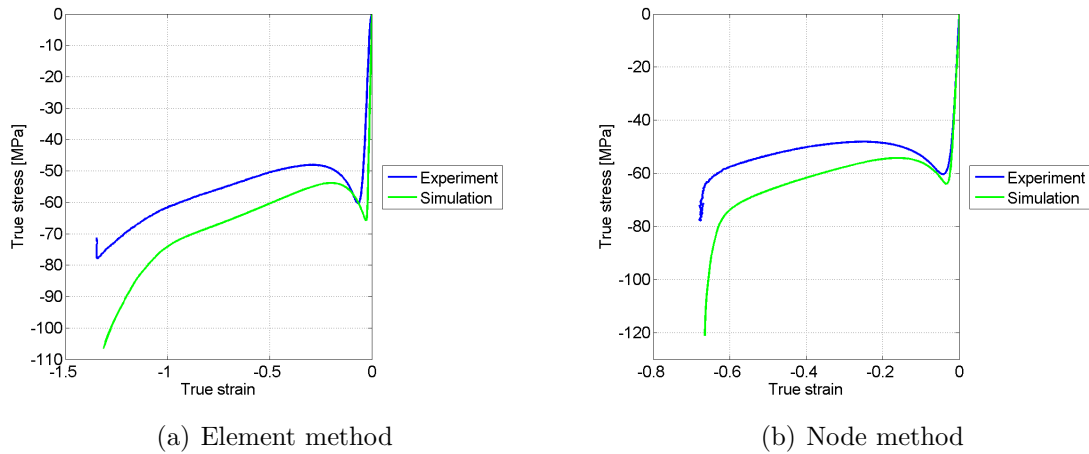 0
-10
-20
-30
-40
-50
-60
-70
-80
-90
-100
-110
True stress [MPa]
-1.5
-1
-0.5
0
True strain
Experiment
Simulation
(a) Element method
0
-20
-40
-60
-80
-100
-120
True stress [MPa]
-0.8
-0.6
-0.4
-0.2
0
True strain
Experiment
Simulation
(b) Node method